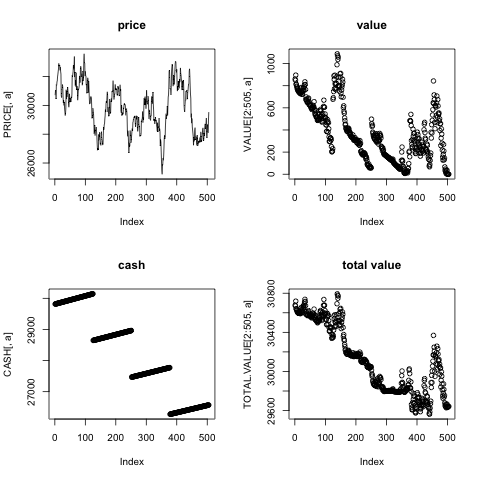 price
PRICE[, a]
26000
30000
0 100 200 300 400 500
Index
value
VALUE[2:505, a]
0 200 600 1000
0 100 200 300 400 500
Index
cash
CASH[, a]
27000 29000
0 100 200 300 400 500
Index
total value
TOTAL.VALUE[2:505, a]
29600 30000 30400 30800
0 100 200 300 400 500
Index